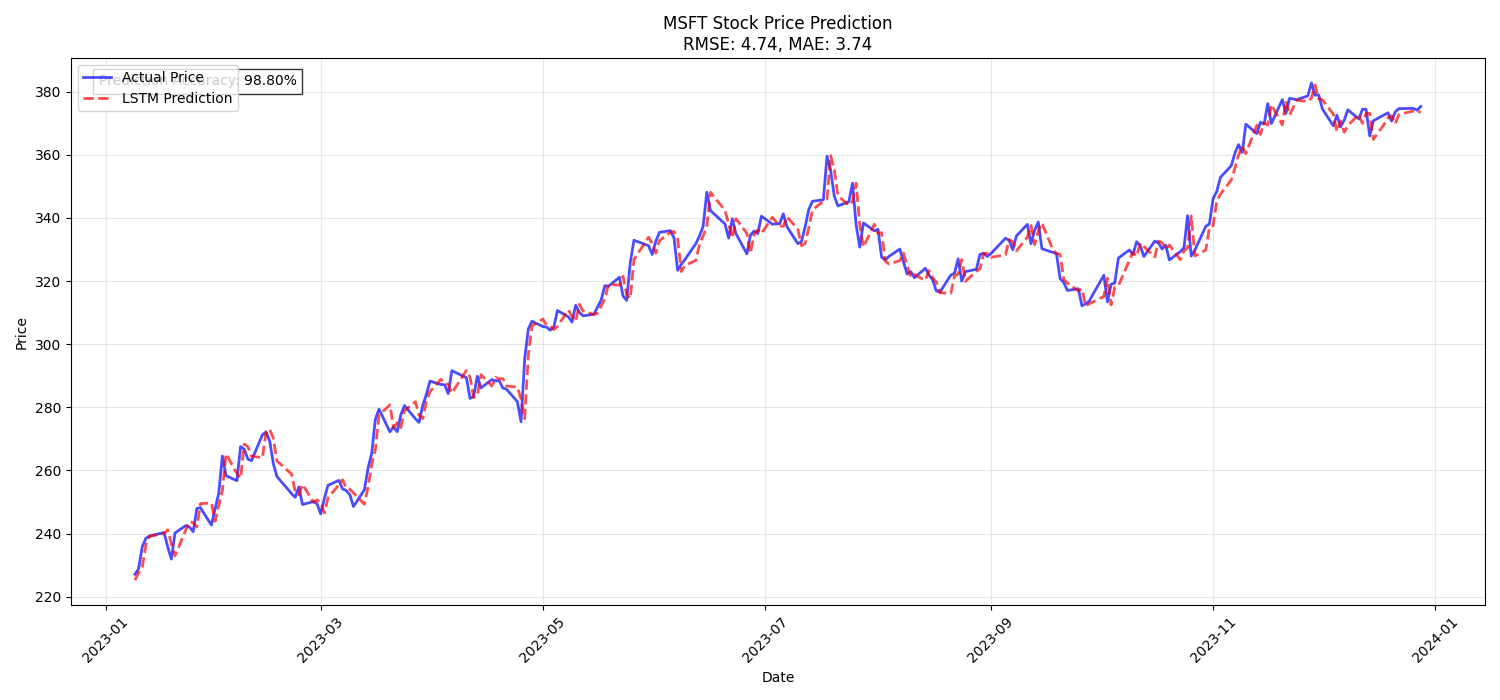 MSFT Stock Price Prediction
RMSE: 4.74, MAE: 3.74
Prediction Accuracy: 98.80%
Actual Price
LSTM Prediction
Price
380
360
340
320
300
280
260
240
220
2023-01
2023-03
2023-05
2023-07
2023-09
2023-11
2024-01
Date